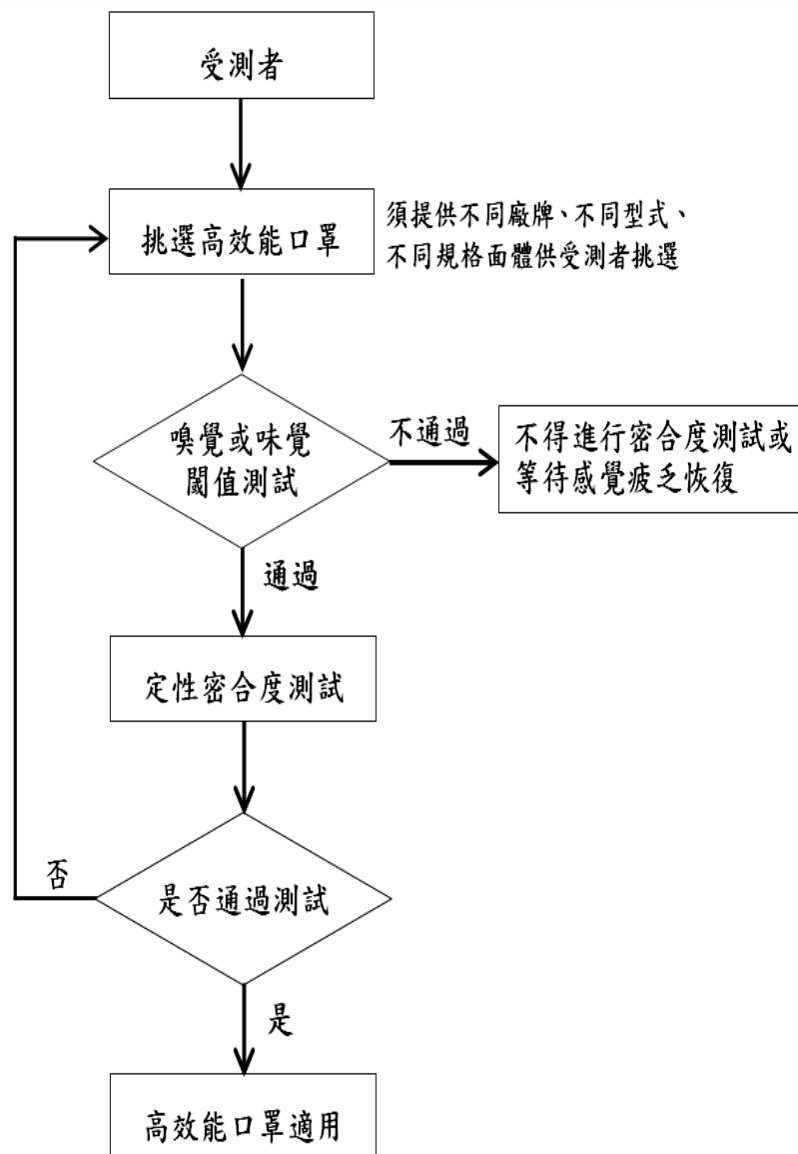 受測者
挑選高效能口罩
須提供不同廠牌、不同型式、
不同規格面體供受測者挑選
嗅覺或味覺
閾值測試
不通過
不得進行密合度測試或
等待感覺疲乏恢復
通過
定性密合度測試
否
是否通過測試
是
高效能口罩適用